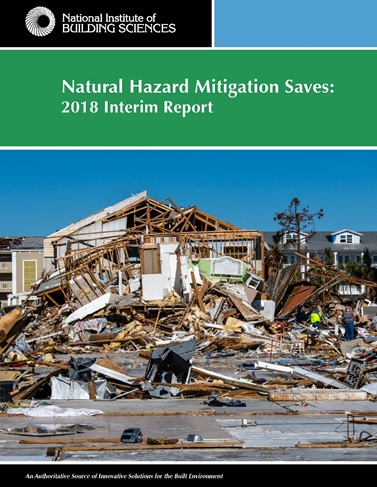 National Institute of
BUILDING SCIENCES
Natural Hazard Mitigation Saves:
2018 Interim Report
An Authoritative Source of Innovative Solutions for the Built Environment